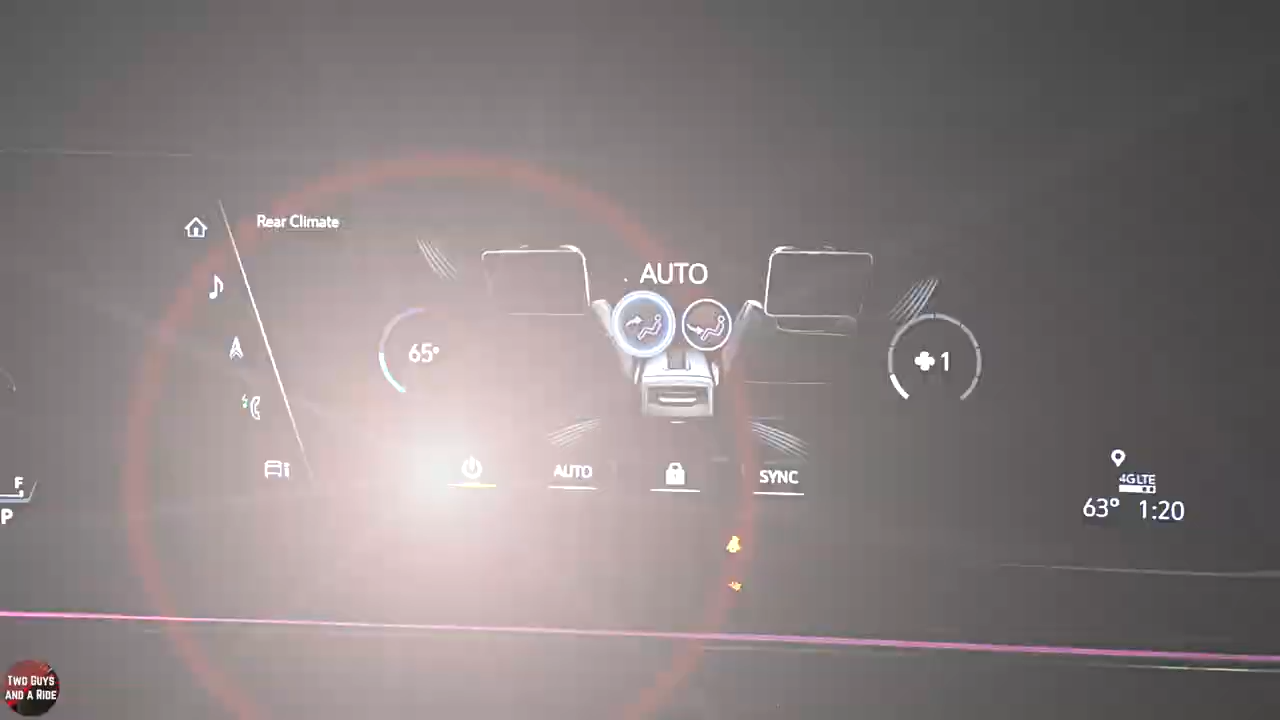 Rear Climate
AUTO
65°
1
AUTO
SYNC
4GLTE
63° 1:20
F
P
TWO GUYS
AND A RIDE